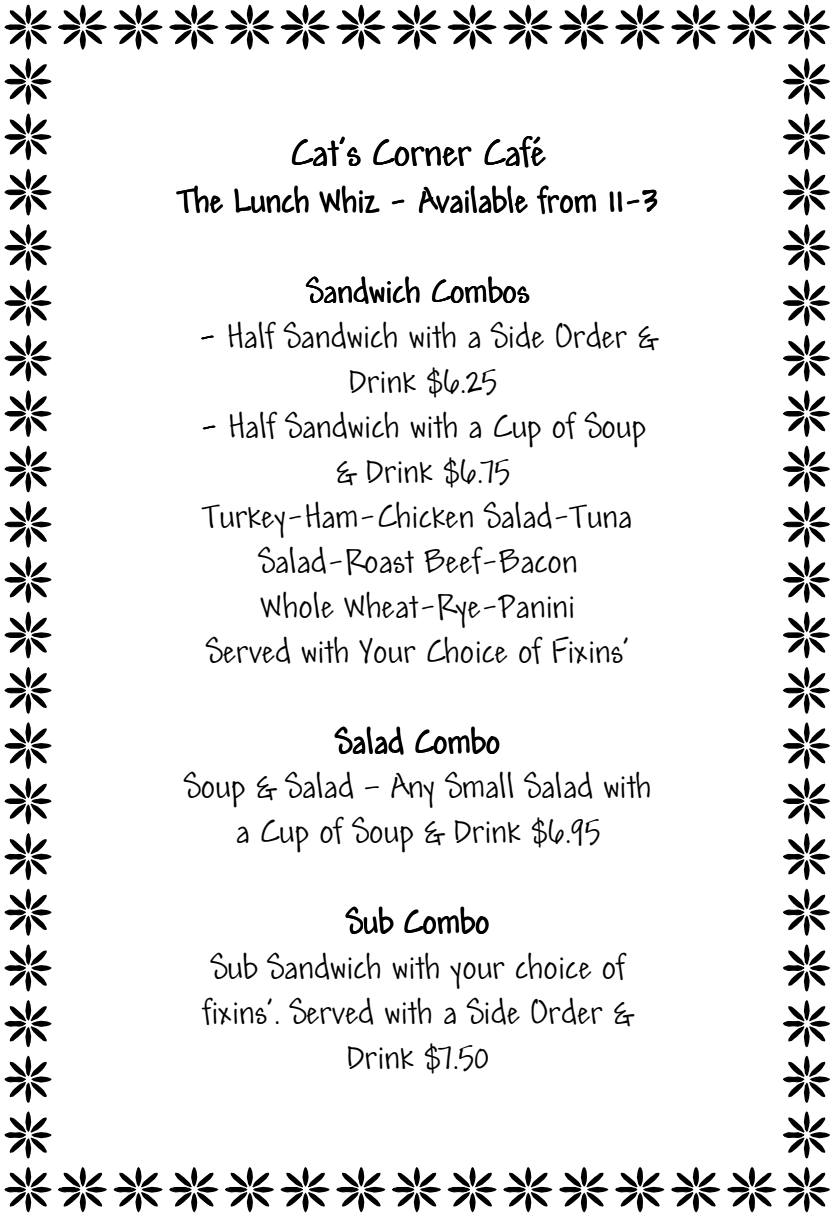 Cat's Corner Café
The Lunch Whiz - Available from 11-3
Sandwich Combos
- Half Sandwich with a Side Order &
Drink $6.25
- Half Sandwich with a Cup of Soup
& Drink $6.75
Turkey-Ham-Chicken Salad-Tuna
Salad-Roast Beef-Bacon
Whole Wheat-Rye-Panini
Served with Your Choice of Fixins'
Salad Combo
Soup & Salad - Any Small Salad with
a Cup of Soup & Drink $6.95
Sub Combo
Sub Sandwich with your choice of
fixins'. Served with a Side Order &
Drink $7.50